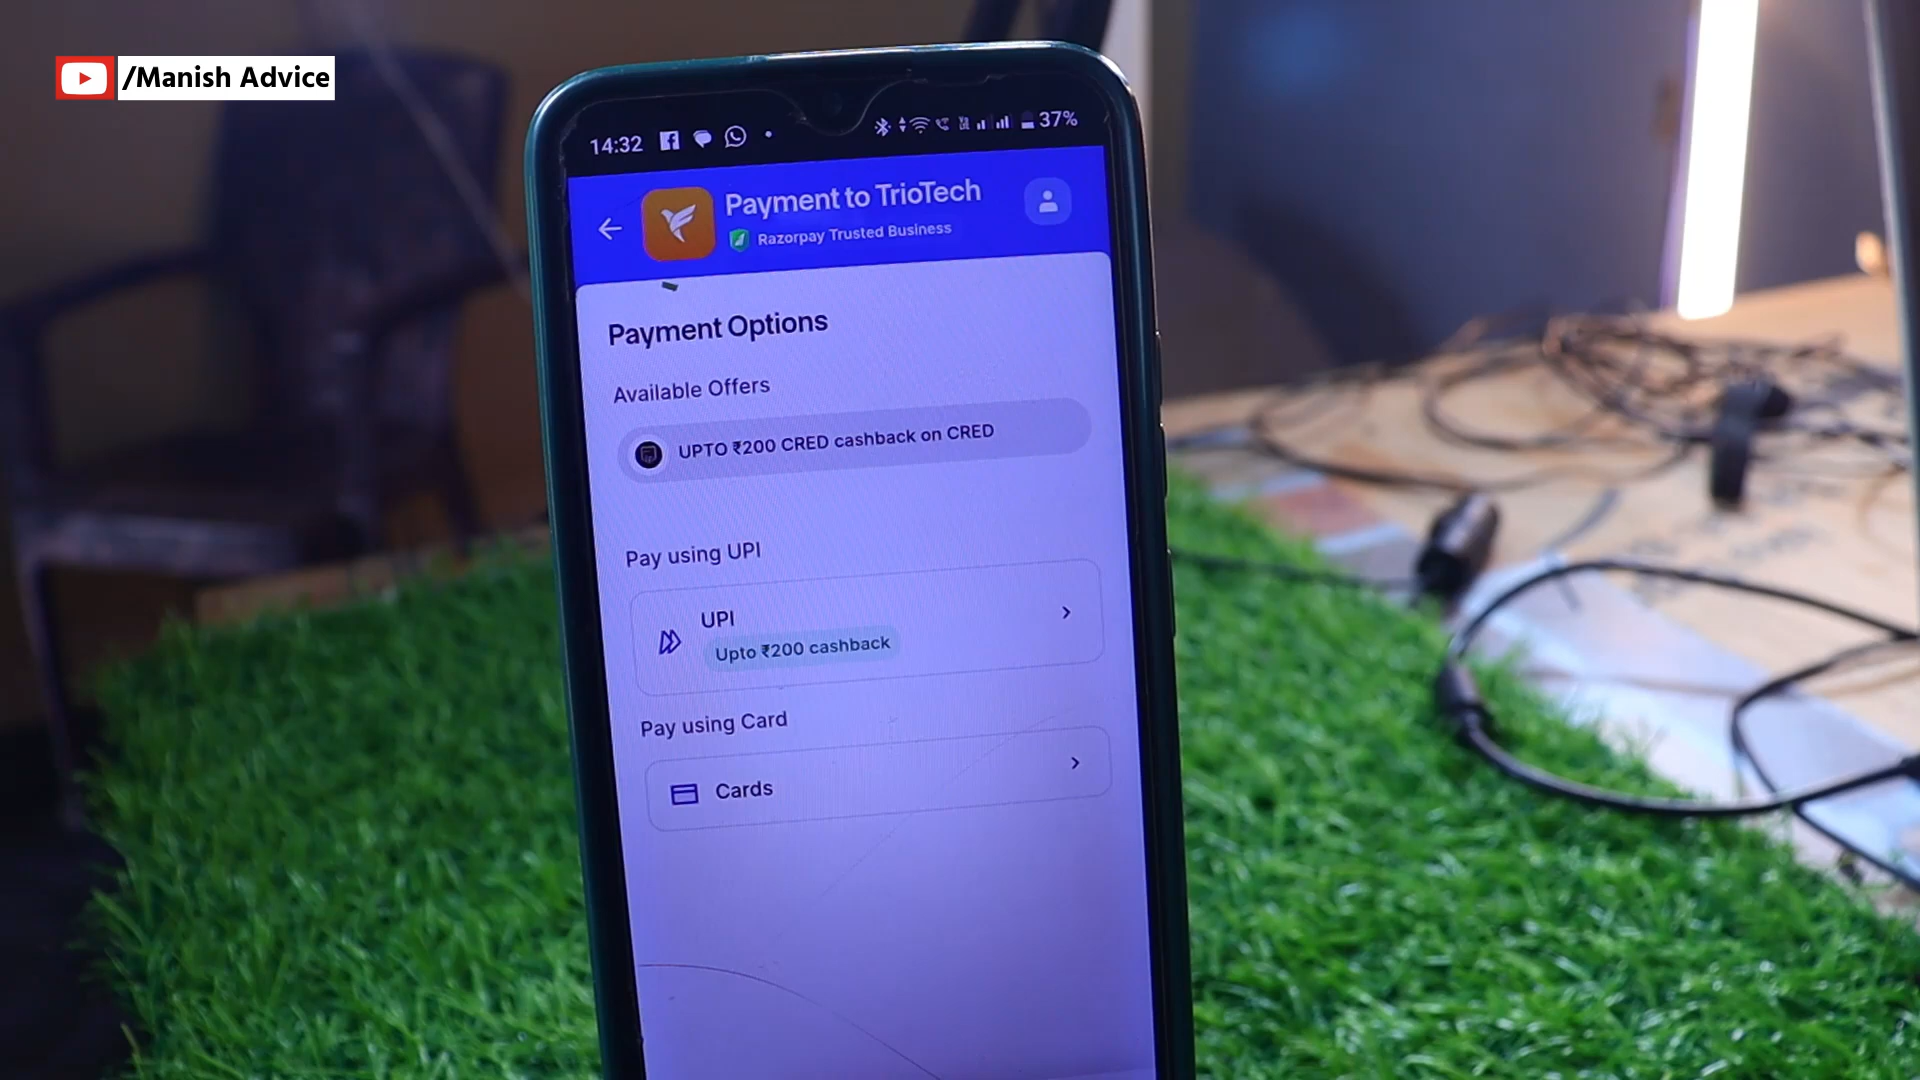 /Manish Advice
14:32
37%
Payment to TrioTech
Razorpay Trusted Business
Payment Options
Available Offers
UPTO ₹200 CRED cashback on CRED
Pay using UPI
UPI
Upto ₹200 cashback
Pay using Card
Cards